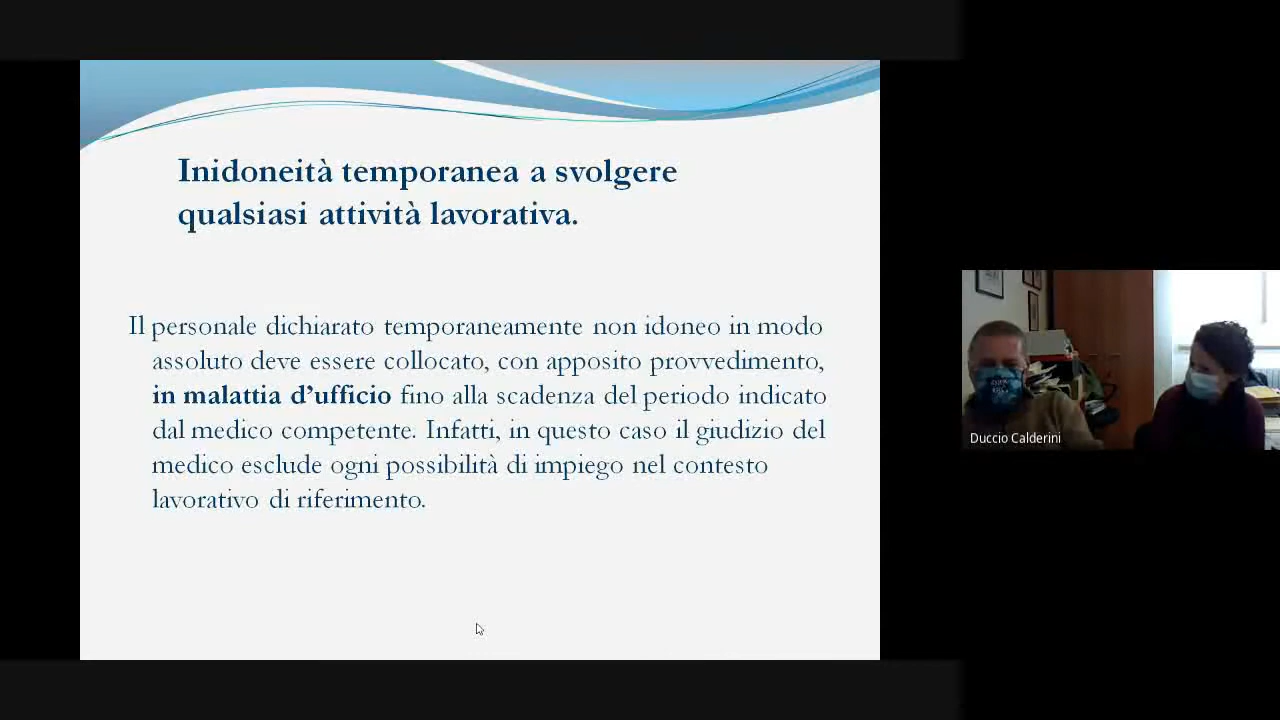 Inidoneità temporanea a svolgere
qualsiasi attività lavorativa.
Il personale dichiarato temporaneamente non idoneo in modo
assoluto deve essere collocato, con apposito provvedimento,
in malattia d’ufficio fino alla scadenza del periodo indicato
dal medico competente. Infatti, in questo caso il giudizio del
medico esclude ogni possibilità di impiego nel contesto
lavorativo di riferimento.
Duccio Calderini